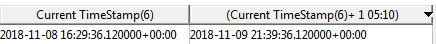 Current TimeStamp(6) (Current TimeStamp(6)+ 1 05:10)
2018-11-08 16:29:36.120000+00:00 2018-11-09 21:39:36.120000+00:00